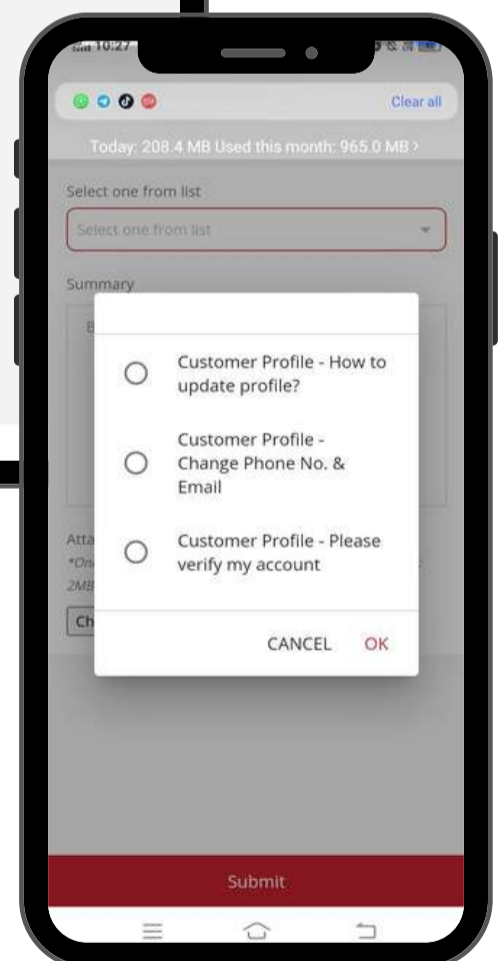 10:27
Clear all
Today: 208.4 MB Used this month: 965.0 MB >
Select one from list
Select one from list
Summary
Customer Profile - How to
update profile?
Customer Profile -
Change Phone No. &
Email
Customer Profile - Please
verify my account
2MB
CANCEL OK
Submit